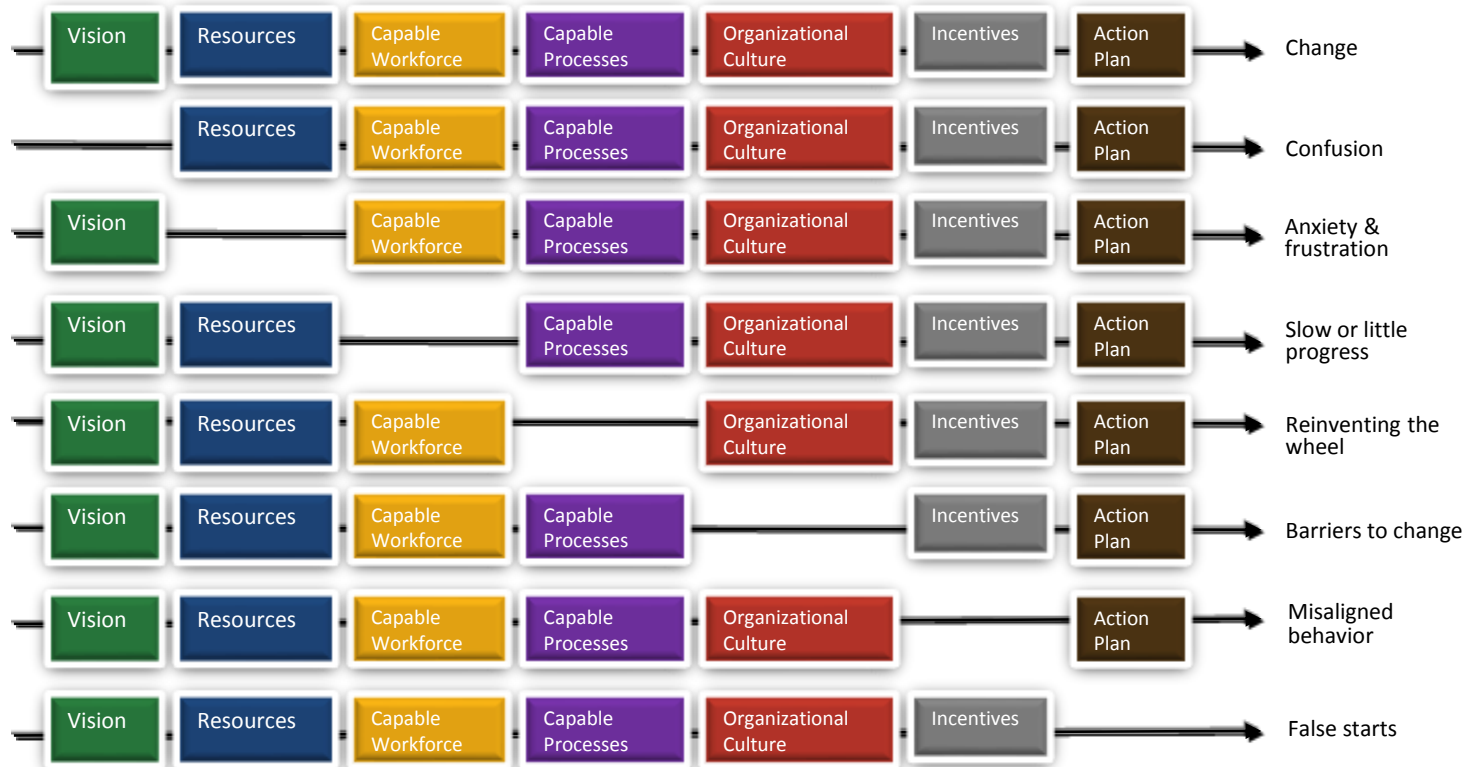 Vision
Resources
Capable
Workforce
Capable
Processes
Organizational
Culture
Incentives
Action
Plan
Change
Resources
Capable
Workforce
Capable
Processes
Organizational
Culture
Incentives
Action
Plan
Confusion
Vision
Capable
Workforce
Capable
Processes
Organizational
Culture
Incentives
Action
Plan
Anxiety &
frustration
Vision
Resources
Capable
Processes
Organizational
Culture
Incentives
Action
Plan
Slow or little
progress
Vision
Resources
Capable
Workforce
Organizational
Culture
Incentives
Action
Plan
Reinventing the
wheel
Vision
Resources
Capable
Workforce
Capable
Processes
Incentives
Action
Plan
Barriers to change
Vision
Resources
Capable
Workforce
Capable
Processes
Organizational
Culture
Action
Plan
Misaligned
behavior
Vision
Resources
Capable
Workforce
Capable
Processes
Organizational
Culture
Incentives
False starts